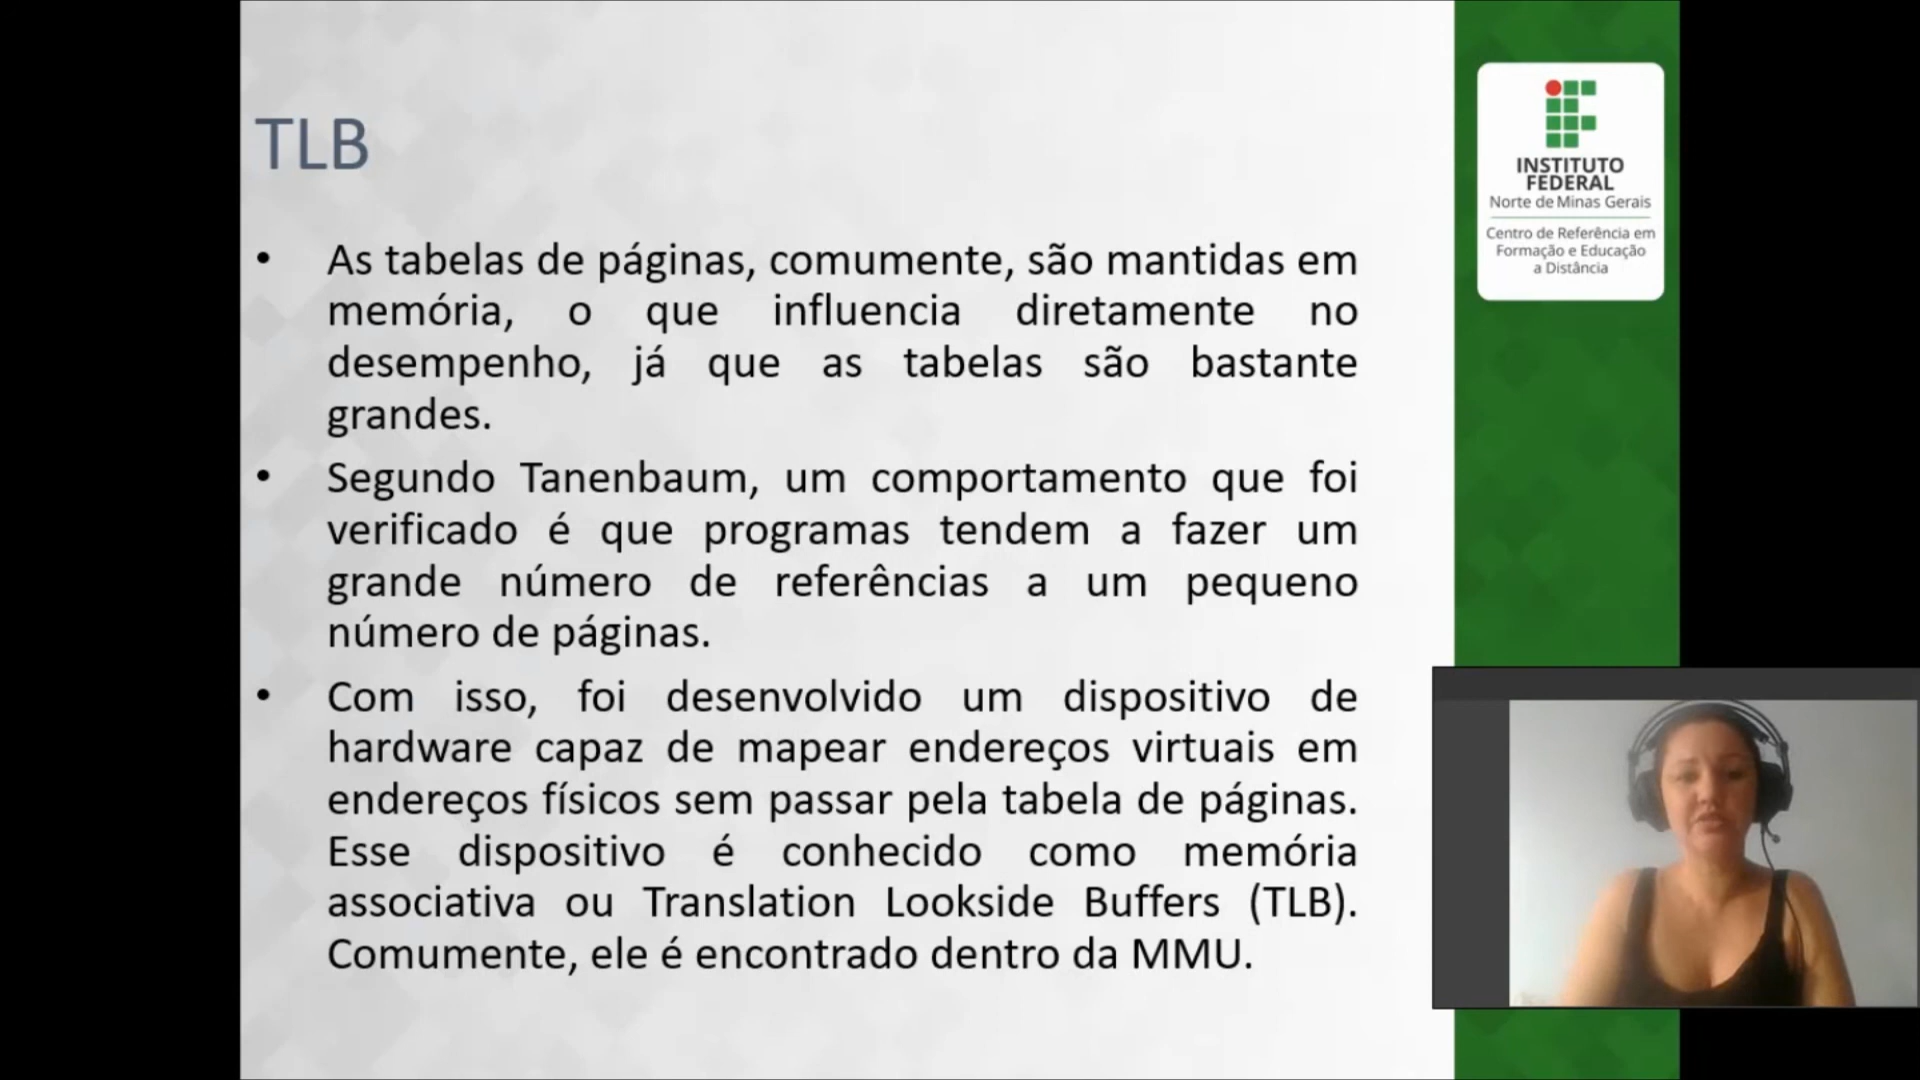 TLB
• As tabelas de páginas, comumente, são mantidas em
memória, o que influencia diretamente no
desempenho, já que as tabelas são bastante
grandes.
• Segundo Tanenbaum, um comportamento que foi
verificado é que programas tendem a fazer um
grande número de referências a um pequeno
número de páginas.
• Com isso, foi desenvolvido um dispositivo de
hardware capaz de mapear endereços virtuais em
endereços físicos sem passar pela tabela de páginas.
Esse dispositivo é conhecido como memória
associativa ou Translation Lookside Buffers (TLB).
Comumente, ele é encontrado dentro da MMU.
INSTITUTO
FEDERAL
Norte de Minas Gerais
Centro de Referência em
Formação e Educação
a Distância